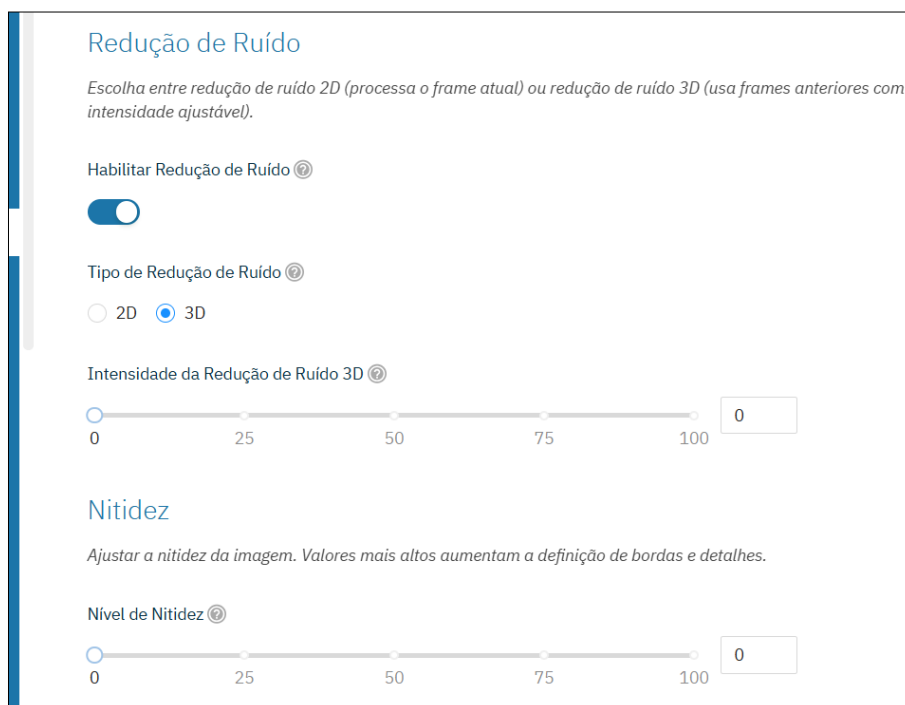 Redução de Ruído
Escolha entre redução de ruído 2D (processa o frame atual) ou redução de ruído 3D (usa frames anteriores com
intensidade ajustável).
Habilitar Redução de Ruído
Tipo de Redução de Ruído
2D 3D
Intensidade da Redução de Ruído 3D
0
0 25 50 75 100
Nitidez
Ajustar a nitidez da imagem. Valores mais altos aumentam a definição de bordas e detalhes.
Nível de Nitidez
0
0 25 50 75 100